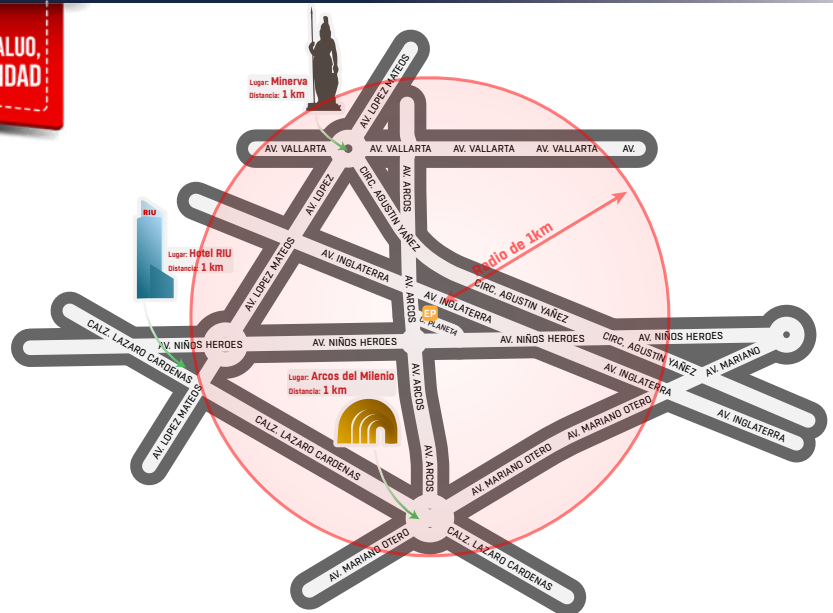 ALUO,
IDAD
Lugar: Minerva
Distancia: 1 km
AV. LOPEZ MATEOS
AV. VALLARTA
AV. VALLARTA
AV. VALLARTA
AV. VALLARTA
AV.
AV. LOPEZ
CIRC. AGUSTIN YAÑEZ
AV. ARCOS
RIU
Lugar: Hotel RIU
Distancia: 1 km
AV. LOPEZ MATEOS
AV. INGLATERRA
Radio de 1km
AV. ARCOS
AV. INGLATERRA
CIRC. AGUSTIN YAÑEZ
EP
C. PLANETA
CALZ. LAZARO CARDENAS
AV. NIÑOS HEROES
AV. NIÑOS HEROES
AV. NIÑOS HEROES
AV. NIÑOS HEROES
CIRC. AGUSTIN YAÑEZ
AV. MARIANO
AV. INGLATERRA
AV. INGLATERRA
Lugar: Arcos del Milenio
Distancia: 1 km
AV. ARCOS
AV. LOPEZ MATEOS
CALZ. LAZARO CARDENAS
AV. MARIANO OTERO
AV. MARIANO OTERO
AV. ARCOS
AV. MARIANO OTERO
CALZ. LAZARO CARDENAS